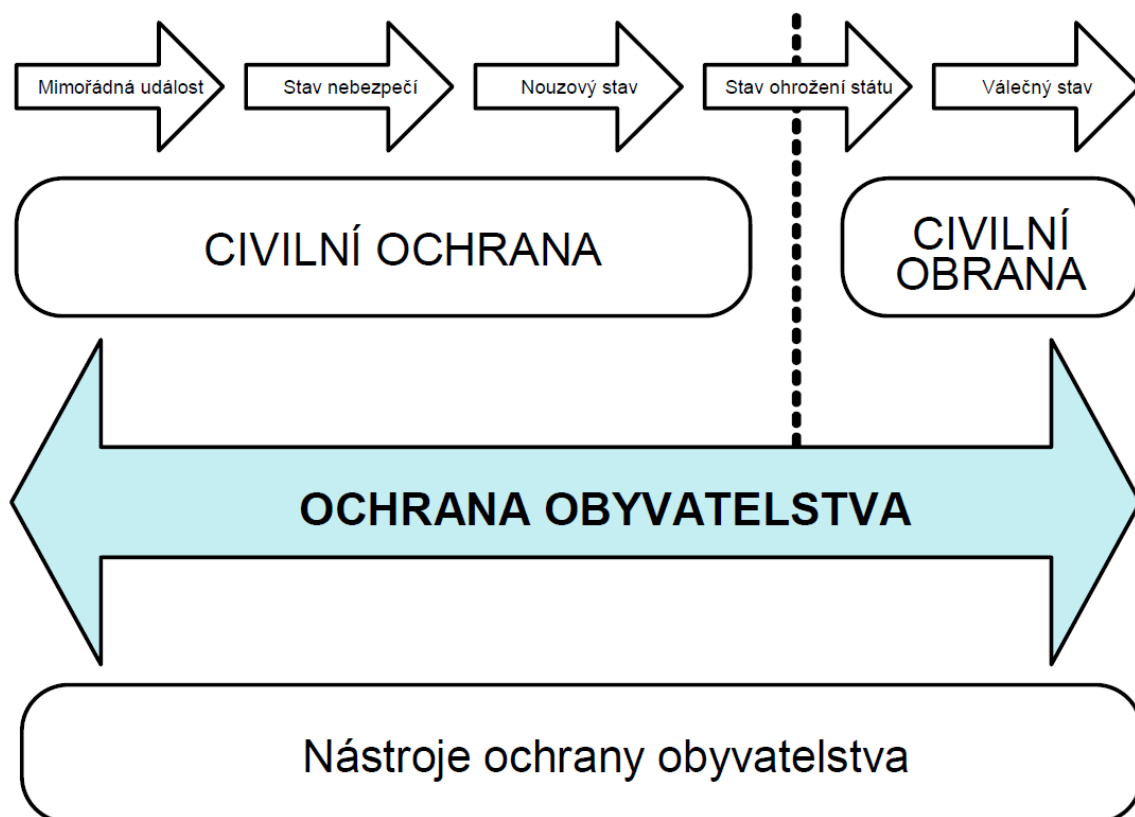 Mimořádná událost
Stav nebezpečí
Nouzový stav
Stav ohrožení státu
Válečný stav
CIVILNÍ OCHRANA
CIVILNÍ
OBRANA
OCHRANA OBYVATELSTVA
Nástroje ochrany obyvatelstva